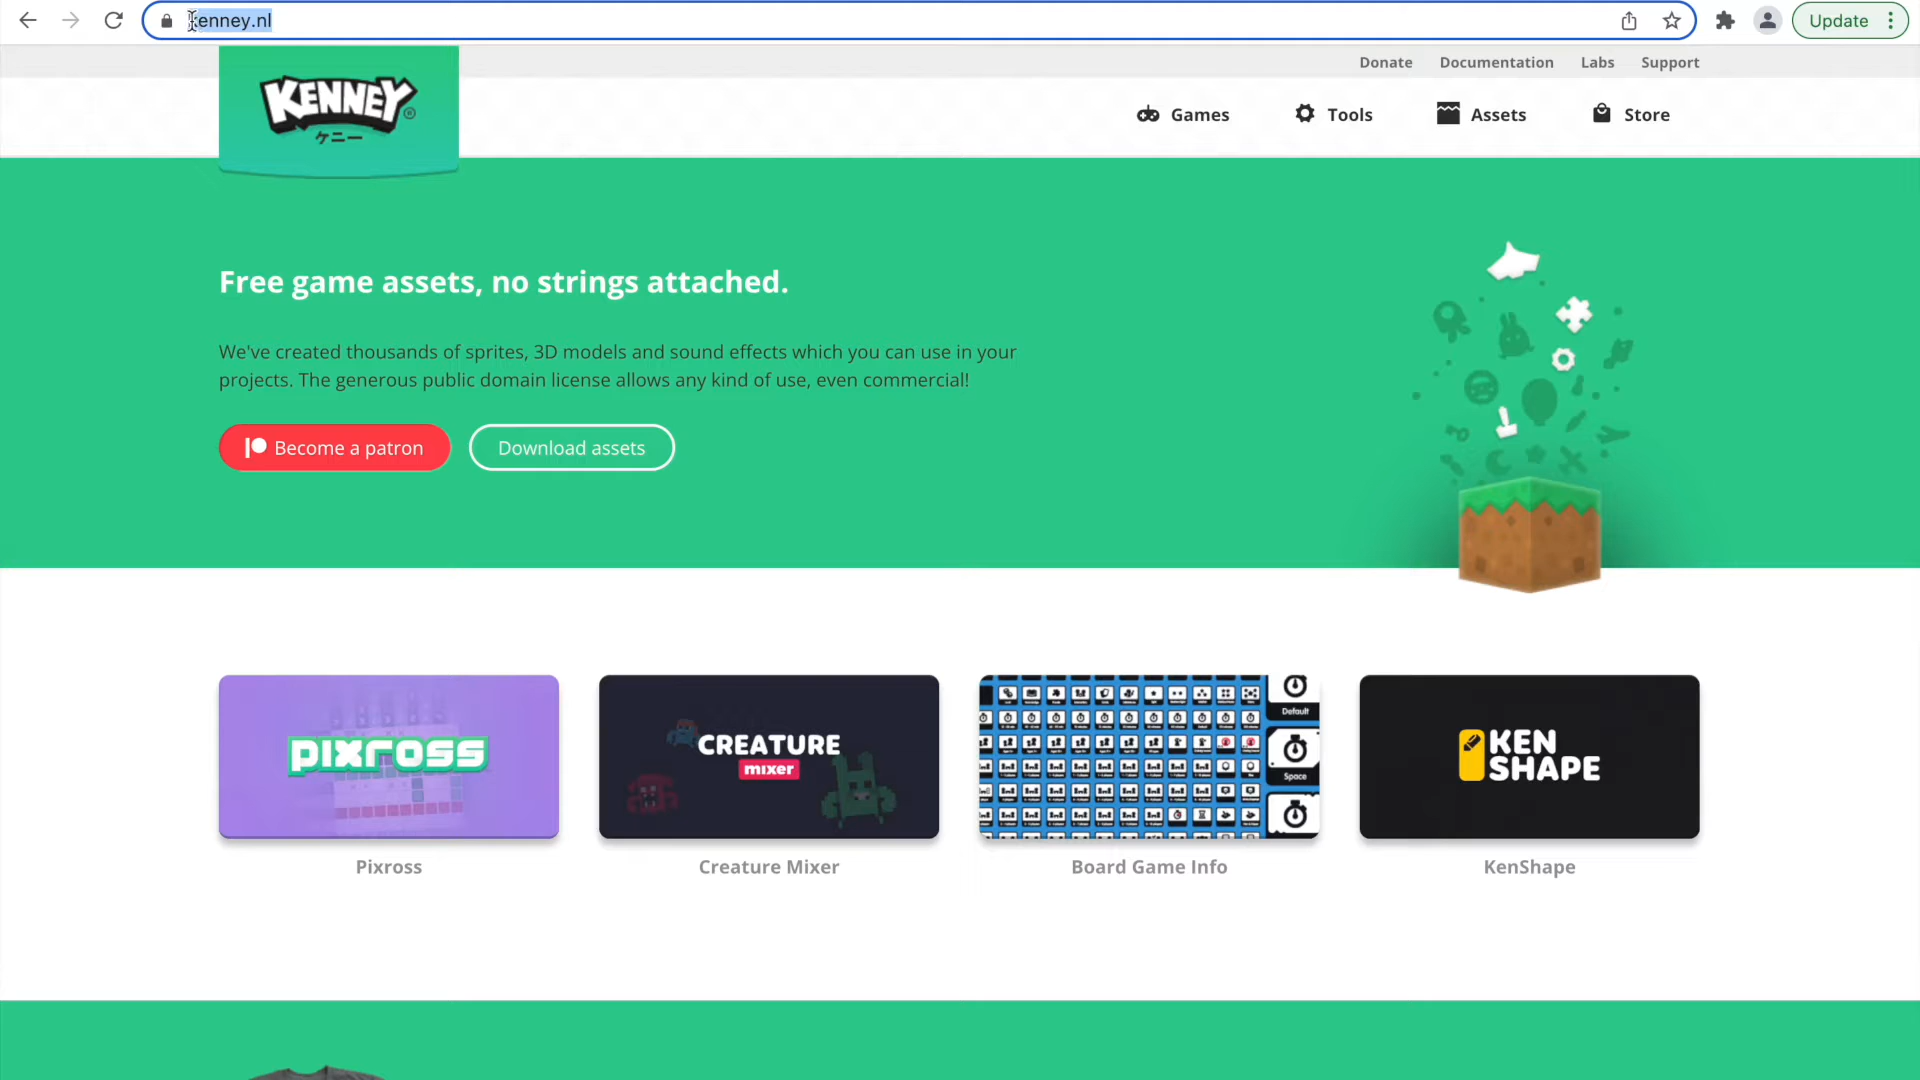 kenney.nl
Update
Donate
Documentation
Labs
Support
KENNEY®
ケニー
Games
Tools
Assets
Store
Free game assets, no strings attached.
We've created thousands of sprites, 3D models and sound effects which you can use in your
projects. The generous public domain license allows any kind of use, even commercial!
Become a patron
Download assets
PIXROSS
CREATURE
mixer
Default
Space
KEN
SHAPE
Pixross
Creature Mixer
Board Game Info
KenShape